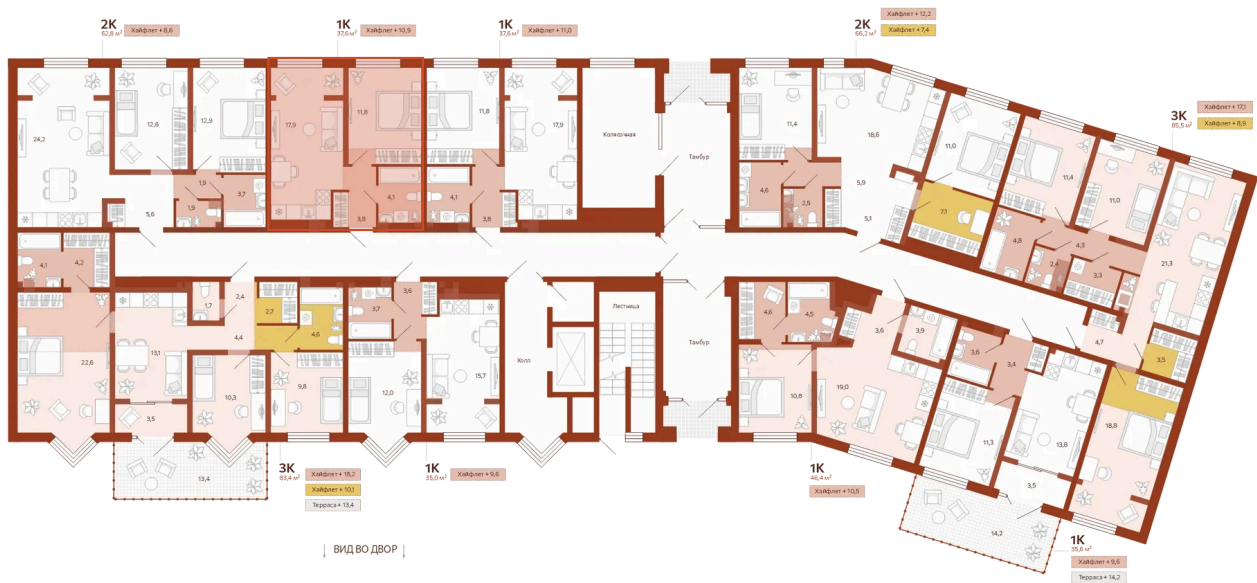 2К
62,8 м²
Хайфлет + 8,6
1К
37,6 м²
Хайфлет + 10,9
1К
37,6 м²
Хайфлет + 11,0
2К
66,2 м²
Хайфлет + 12,2
Хайфлет + 7,4
3К
85,5 м²
Хайфлет + 17,1
Хайфлет + 8,9
24,2
12,6
12,9
1,9
1,9
3,7
5,6
17,9
11,8
3,8
4,1
11,8
17,9
4,1
3,8
Колясочная
Тамбур
11,4
18,6
4,6
2,5
5,9
5,1
11,0
7,1
11,4
11,0
4,8
4,3
2,4
3,3
21,3
4,1
4,2
22,6
13,1
1,7
2,4
2,7
4,6
4,4
3,5
10,3
9,8
13,4
3,7
3,6
12,0
15,7
Холл
Лестница
Тамбур
4,6
4,5
10,8
19,0
3,6
3,9
3,6
3,4
11,3
13,8
3,5
14,2
4,7
3,5
18,8
3К
83,4 м²
Хайфлет + 18,2
Хайфлет + 10,1
Терраса + 13,4
1К
35,0 м²
Хайфлет + 9,6
1К
46,4 м²
Хайфлет + 10,5
1К
35,6 м²
Хайфлет + 9,6
Терраса + 14,2
↓ ВИД ВО ДВОР ↓